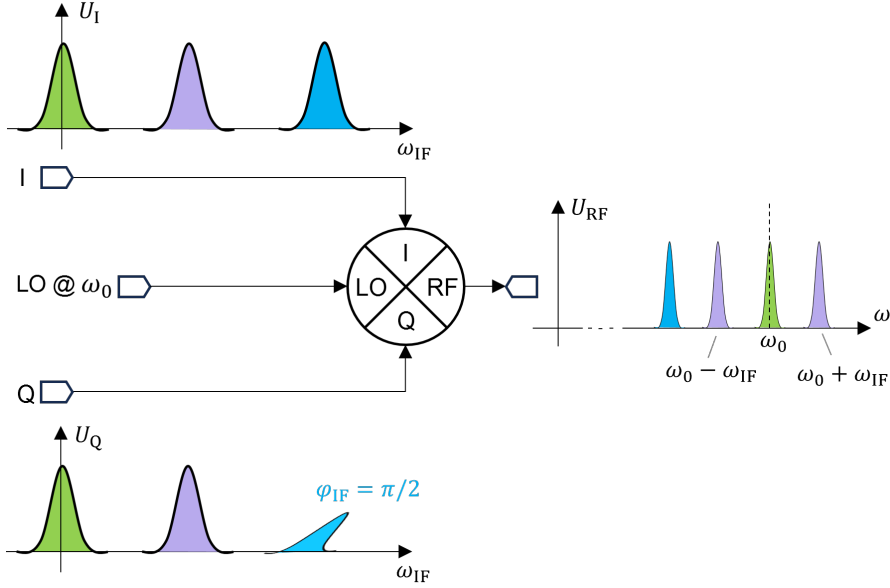 U_I
ω_IF
I
U_RF
I
LO @ ω_0
LO
RF
Q
ω
ω_0
ω_0 − ω_IF
ω_0 + ω_IF
Q
U_Q
φ_IF = π/2
ω_IF